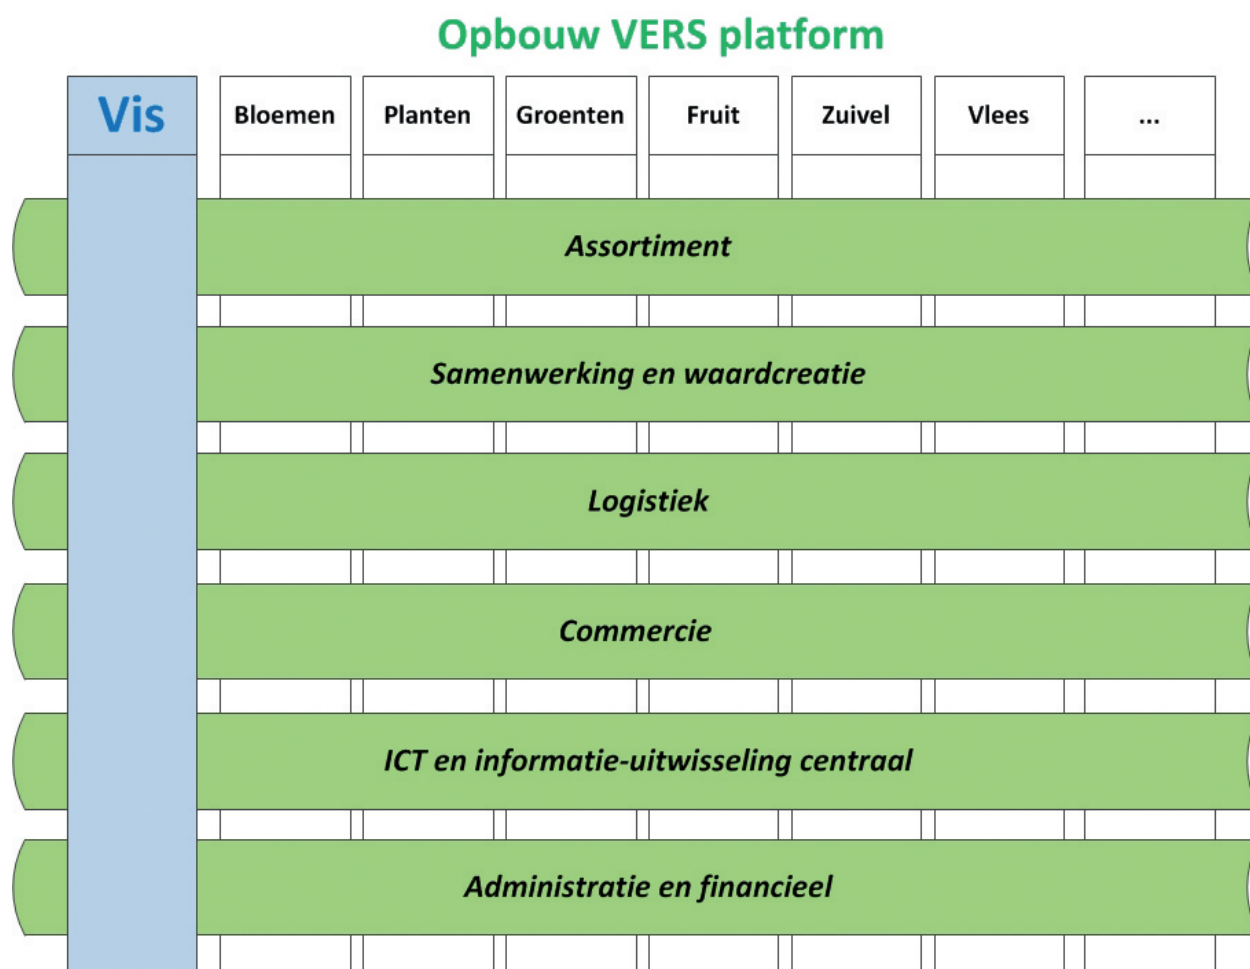 Opbouw VERS platform
Vis
Bloemen
Planten
Groenten
Fruit
Zuivel
Vlees
...
Assortiment
Samenwerking en waardcreatie
Logistiek
Commercie
ICT en informatie-uitwisseling centraal
Administratie en financieel